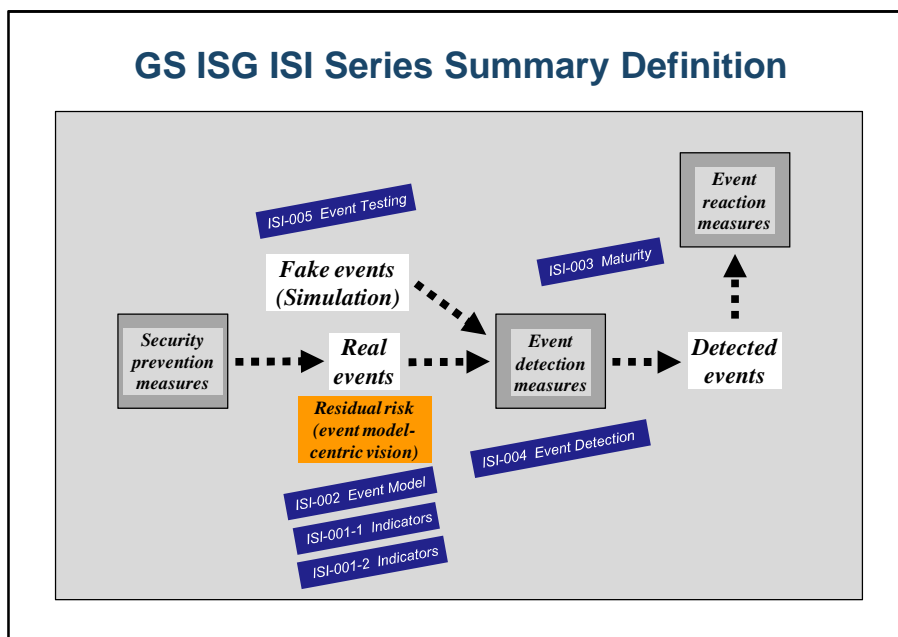 GS ISG ISI Series Summary Definition
Event
reaction
measures
ISI-005 Event Testing
ISI-003 Maturity
Fake events
(Simulation)
Security
prevention
measures
Real
events
Event
detection
measures
Detected
events
Residual risk
(event model-
centric vision)
ISI-004 Event Detection
ISI-002 Event Model
ISI-001-1 Indicators
ISI-001-2 Indicators